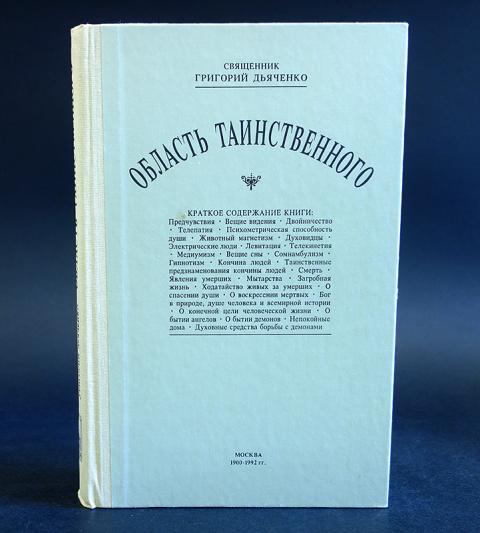 СВЯЩЕННИК
ГРИГОРИЙ ДЬЯЧЕНКО
ОБЛАСТЬ ТАИНСТВЕННОГО
КРАТКОЕ СОДЕРЖАНИЕ КНИГИ:
Предчувствия · Вещие видения · Двойничество
· Телепатия · Психометрическая способность
души · Животный магнетизм · Духовидцы ·
Электрические люди · Левитация · Телекинетия
· Медиумизм · Вещие сны · Сомнамбулизм ·
Гипнотизм · Кончина людей · Таинственные
предзнаменования кончины людей · Смерть ·
Явления умерших · Мытарства · Загробная
жизнь · Ходатайство живых за умерших · О
спасении души · О воскресении мертвых · Бог
в природе, душе человека и всемирной истории
· О конечной цели человеческой жизни · О
бытии ангелов · О бытии демонов · Непокойные
дома · Духовные средства борьбы с демонами
МОСКВА
1900-1992 гг.